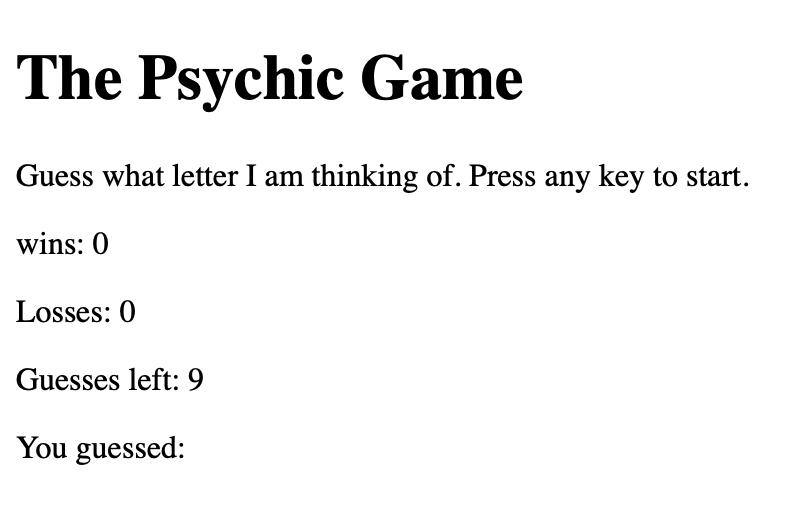 The Psychic Game
Guess what letter I am thinking of. Press any key to start.
wins: 0
Losses: 0
Guesses left: 9
You guessed: